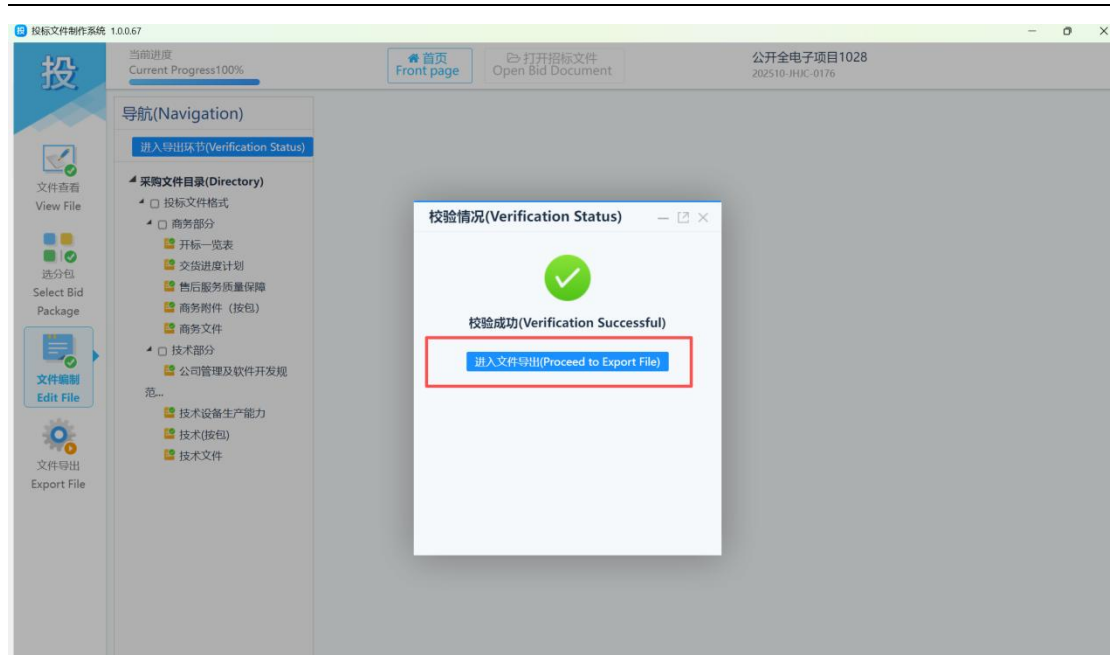 投 投标文件制作系统 1.0.0.67
投
当前进度
Current Progress100%
首页
Front page
打开招标文件
Open Bid Document
公开全电子项目1028
202510-JHJC-0176
文件查看
View File
选分包
Select Bid
Package
文件编制
Edit File
文件导出
Export File
导航(Navigation)
进入导出环节(Verification Status)
采购文件目录(Directory)
投标文件格式
商务部分
开标一览表
交货进度计划
售后服务质量保障
商务附件（按包)
商务文件
技术部分
公司管理及软件开发规
范...
技术设备生产能力
技术(按包)
技术文件
校验情况(Verification Status)
校验成功(Verification Successful)
进入文件导出(Proceed to Export File)